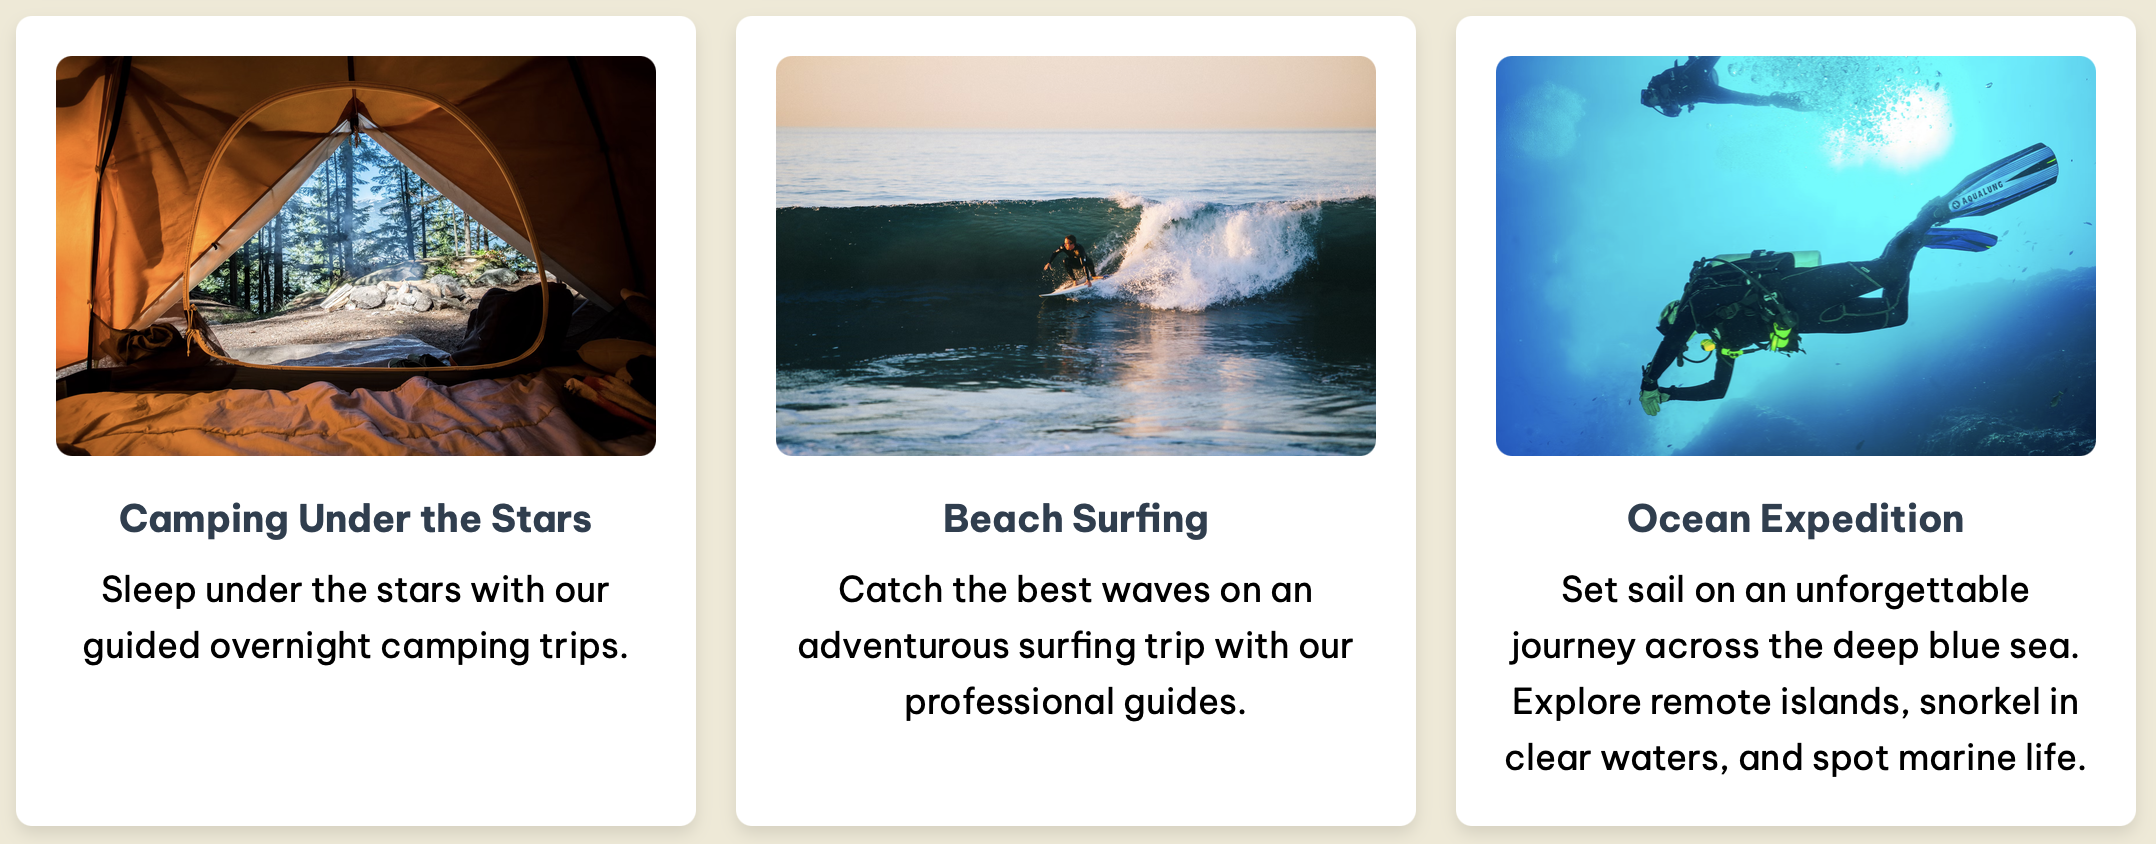 AQUALUNG
Camping Under the Stars
Sleep under the stars with our
guided overnight camping trips.
Beach Surfing
Catch the best waves on an
adventurous surfing trip with our
professional guides.
Ocean Expedition
Set sail on an unforgettable
journey across the deep blue sea.
Explore remote islands, snorkel in
clear waters, and spot marine life.